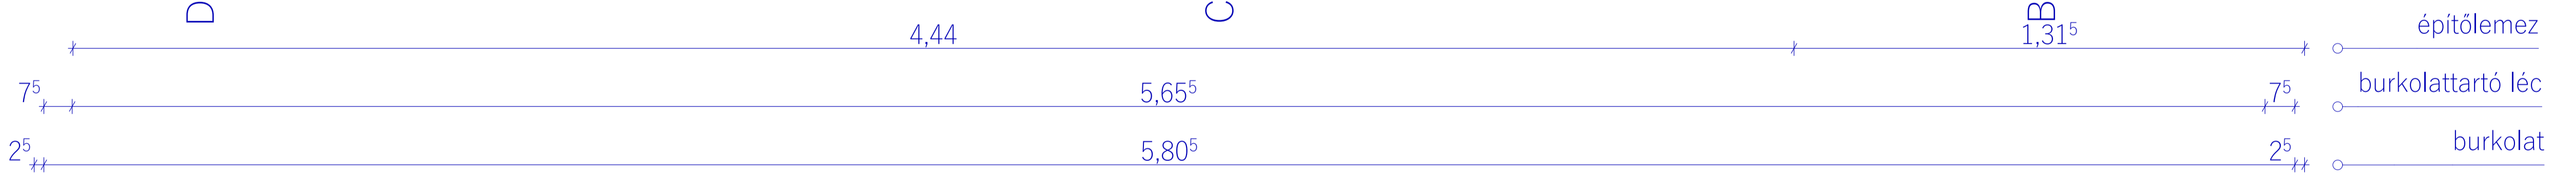 D C B
4,44 1,31⁵ építőlemez
7⁵ 5,65⁵ 7⁵ burkolattartó léc
2⁵ 5,80⁵ 2⁵ burkolat